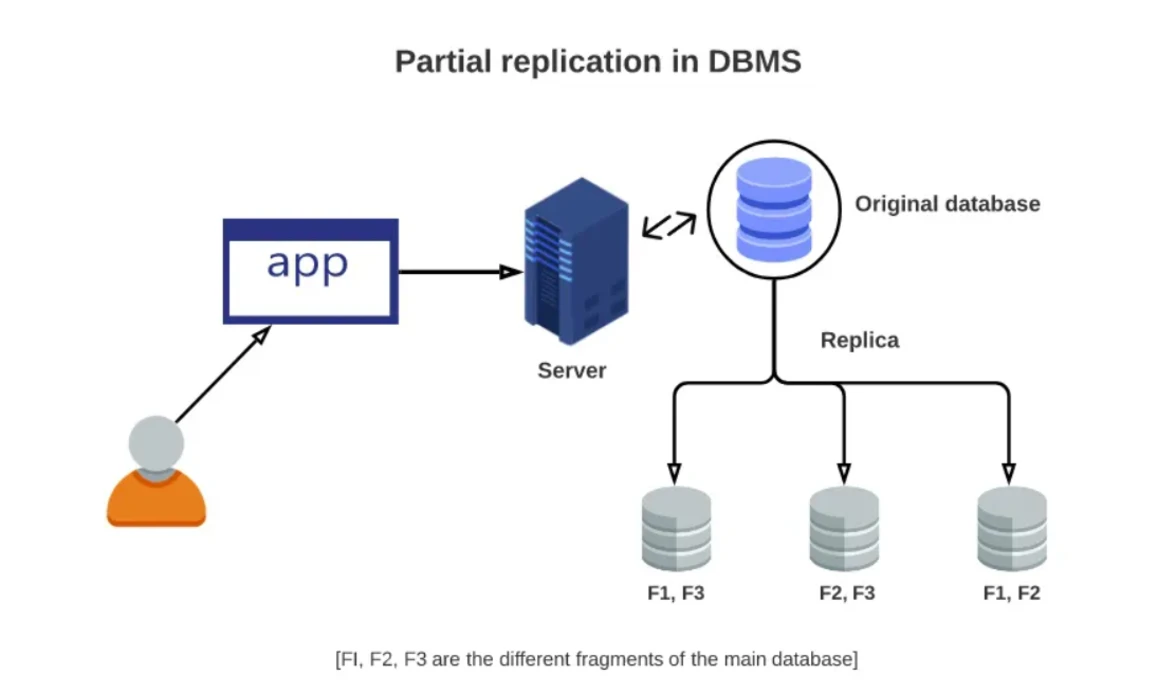 Partial replication in DBMS
Original database
app
Replica
Server
F1, F3
F2, F3
F1, F2
[FI, F2, F3 are the different fragments of the main database]